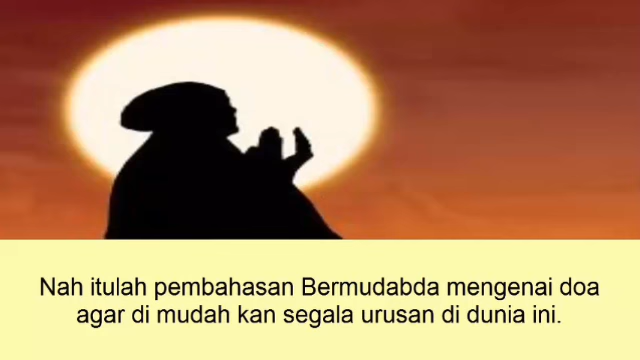 Nah itulah pembahasan Bermudabda mengenai doa
agar di mudah kan segala urusan di dunia ini.